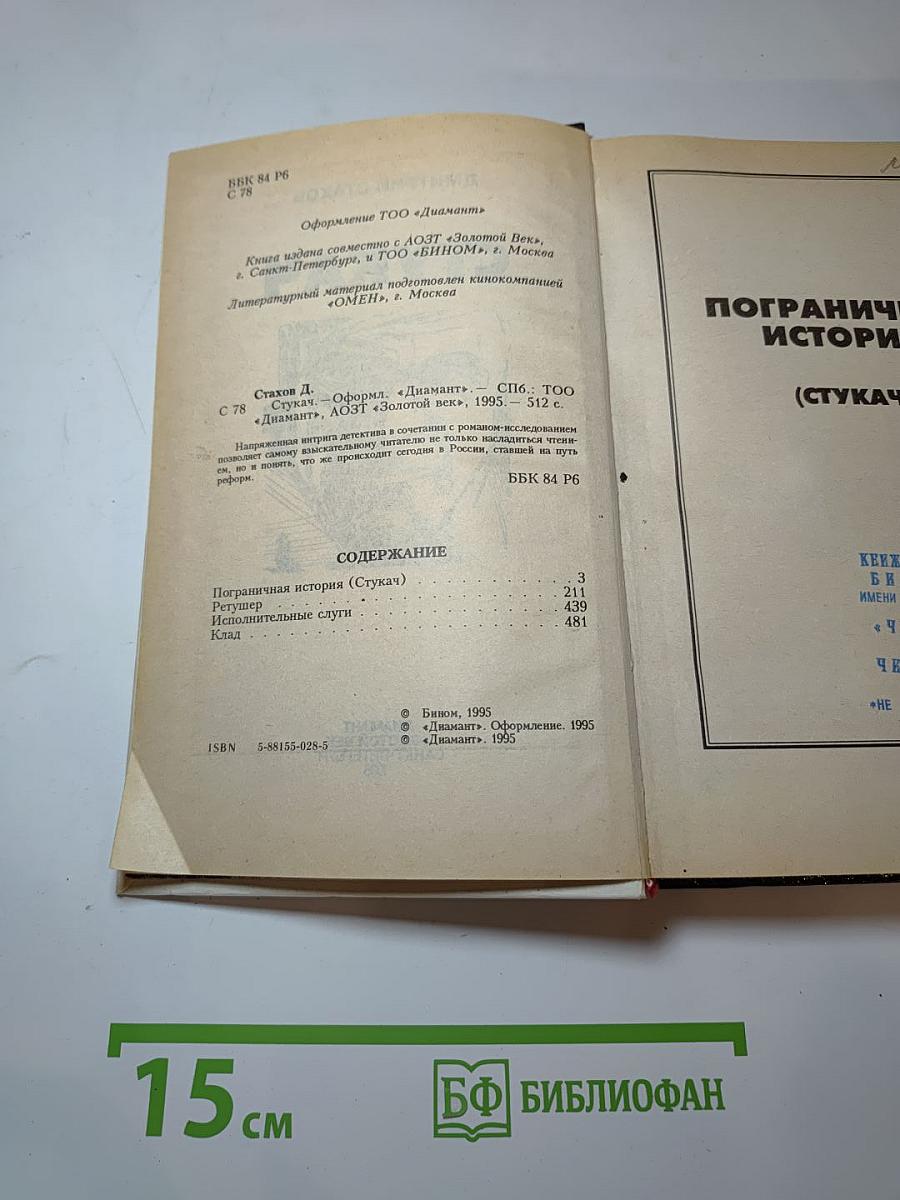 ББК 84 Р6
С 78
Оформление ТОО «Диамант»
Книга издана совместно с АОЗТ «Золотой Век»,
г. Санкт-Петербург, и ТОО «БИНОМ», г. Москва
Литературный материал подготовлен кинокомпанией
«ОМЕН», г. Москва
Стахов Д.
С 78 Стукач. — Оформл. «Диамант». — СПб.: ТОО
«Диамант», АОЗТ «Золотой век», 1995. — 512 с.
Напряженная интрига детектива в сочетании с романом-исследованием
позволяет самому взыскательному читателю не только насладиться чтени-
ем, но и понять, что же происходит сегодня в России, ставшей на путь
реформ.
ББК 84 Р6
СОДЕРЖАНИЕ
Пограничная история (Стукач) . . . . . . . . . . . . 3
Ретушер . . . . . . . . . . . . . . . . . . . . . . 211
Исполнительные слуги . . . . . . . . . . . . . . . . 439
Клад . . . . . . . . . . . . . . . . . . . . . . . 481
© Бином, 1995
© «Диамант». Оформление. 1995
ISBN 5-88155-028-5 © «Диамант». 1995
ПОГРАНИЧ
ИСТОРИ
(СТУКАЧ
КНИЖ
БИ
ИМЕНИ
«Ч
ЧЕ
*НЕ
15 см
БФ БИБЛИОФАН